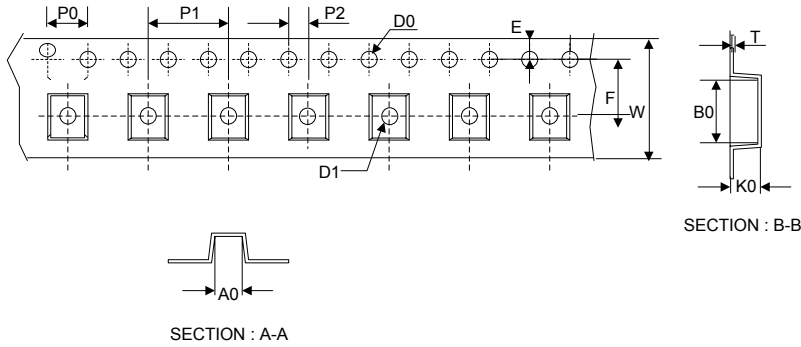 P0 P1 P2 D0 E T
F W B0
D1 K0
SECTION : B-B
A0
SECTION : A-A